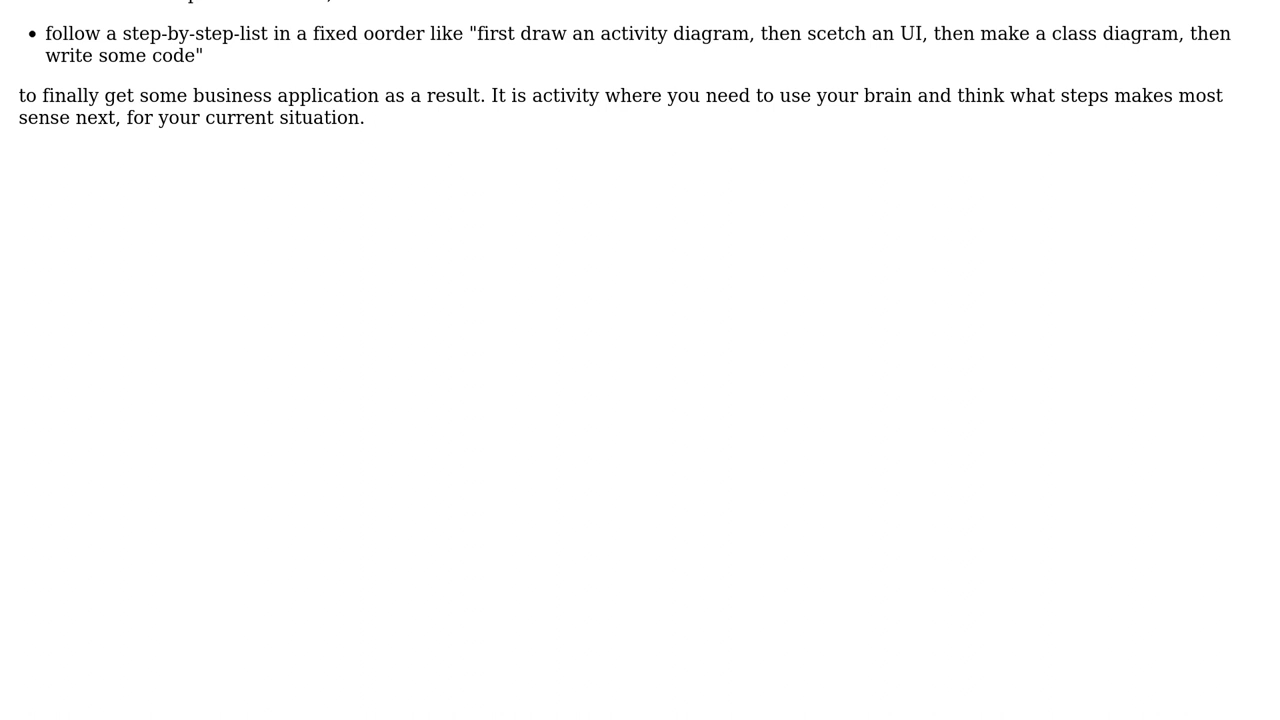 follow a step-by-step-list in a fixed oorder like "first draw an activity diagram, then scetch an UI, then make a class diagram, then
write some code"
to finally get some business application as a result. It is activity where you need to use your brain and think what steps makes most
sense next, for your current situation.